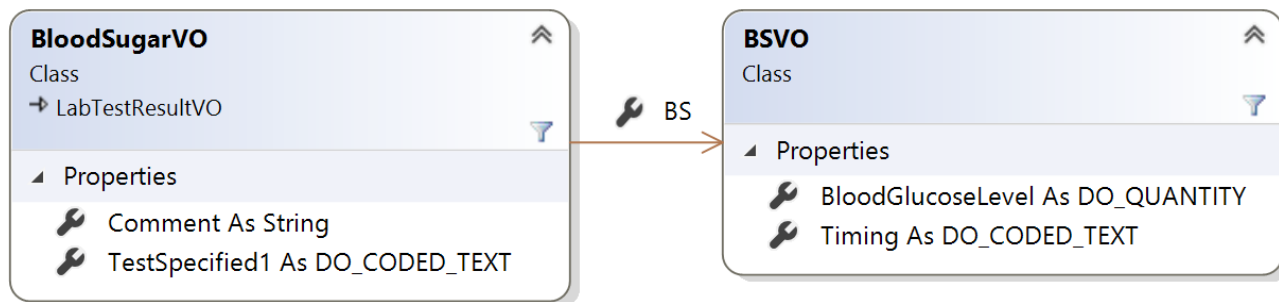 BloodSugarVO
Class
LabTestResultVO
Properties
Comment As String
TestSpecified1 As DO_CODED_TEXT
BS
BSVO
Class
Properties
BloodGlucoseLevel As DO_QUANTITY
Timing As DO_CODED_TEXT